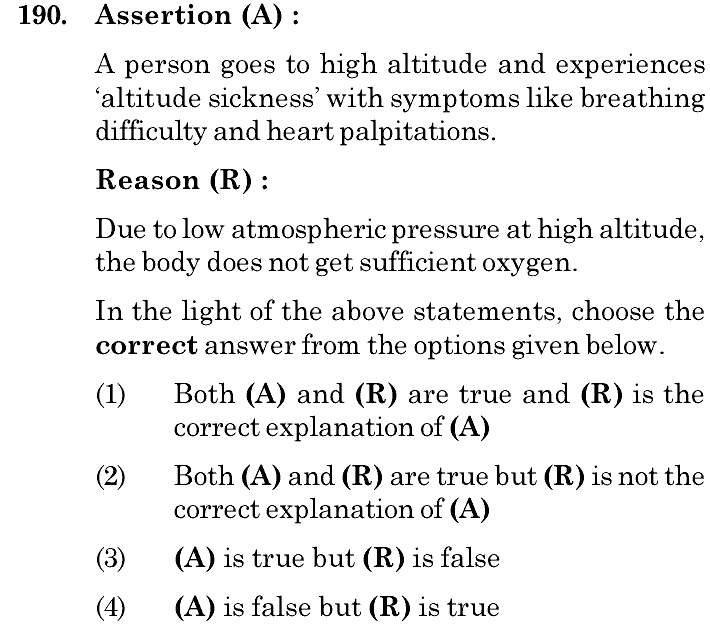 190. Assertion (A) :
A person goes to high altitude and experiences
‘altitude sickness’ with symptoms like breathing
difficulty and heart palpitations.
Reason (R) :
Due to low atmospheric pressure at high altitude,
the body does not get sufficient oxygen.
In the light of the above statements, choose the
correct answer from the options given below.
(1) Both (A) and (R) are true and (R) is the
correct explanation of (A)
(2) Both (A) and (R) are true but (R) is not the
correct explanation of (A)
(3) (A) is true but (R) is false
(4) (A) is false but (R) is true